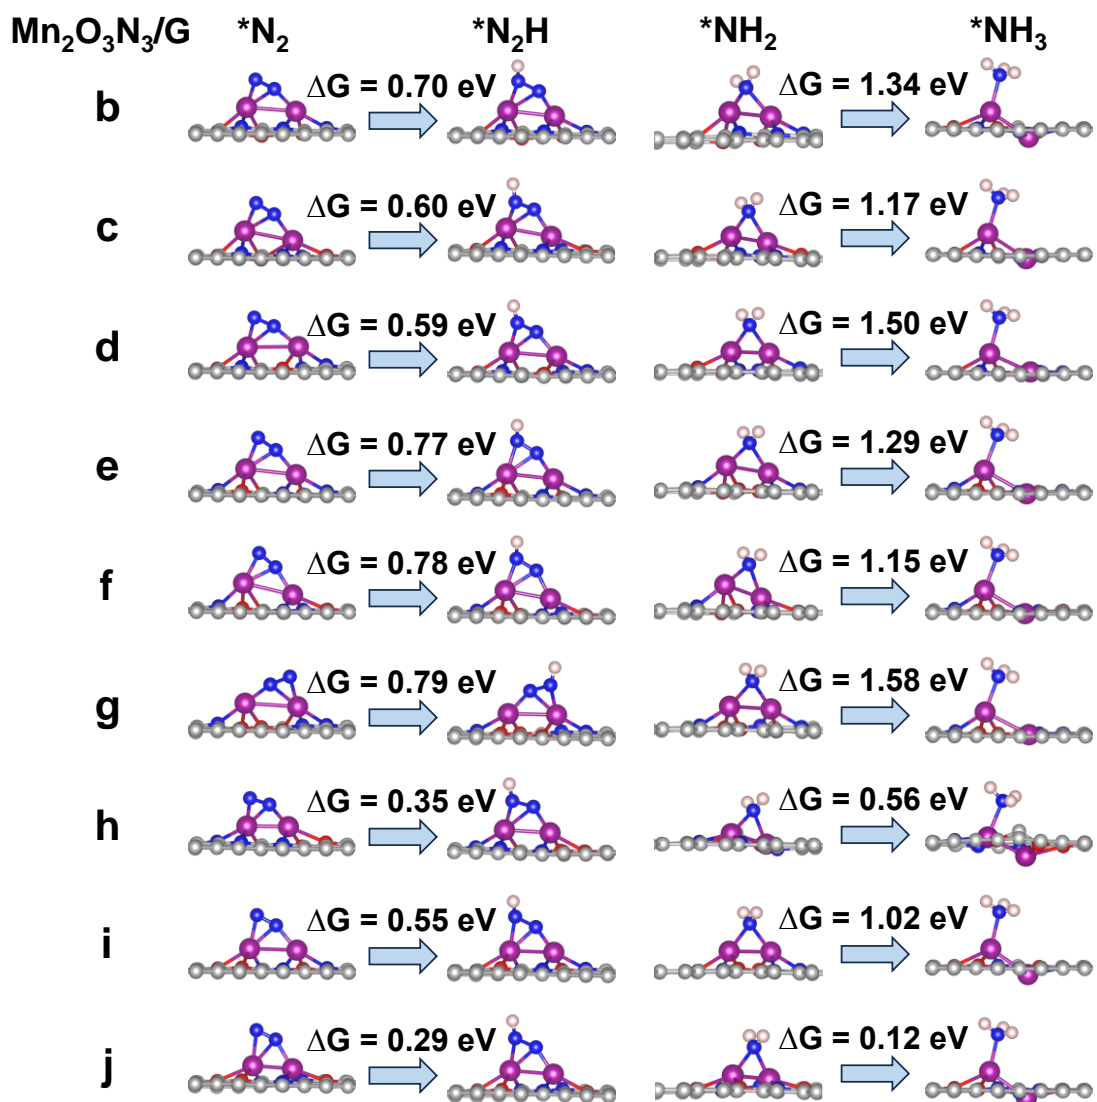 Mn₂O₃N₃/G *N₂ *N₂H *NH₂ *NH₃
b ΔG = 0.70 eV ΔG = 1.34 eV
c ΔG = 0.60 eV ΔG = 1.17 eV
d ΔG = 0.59 eV ΔG = 1.50 eV
e ΔG = 0.77 eV ΔG = 1.29 eV
f ΔG = 0.78 eV ΔG = 1.15 eV
g ΔG = 0.79 eV ΔG = 1.58 eV
h ΔG = 0.35 eV ΔG = 0.56 eV
i ΔG = 0.55 eV ΔG = 1.02 eV
j ΔG = 0.29 eV ΔG = 0.12 eV